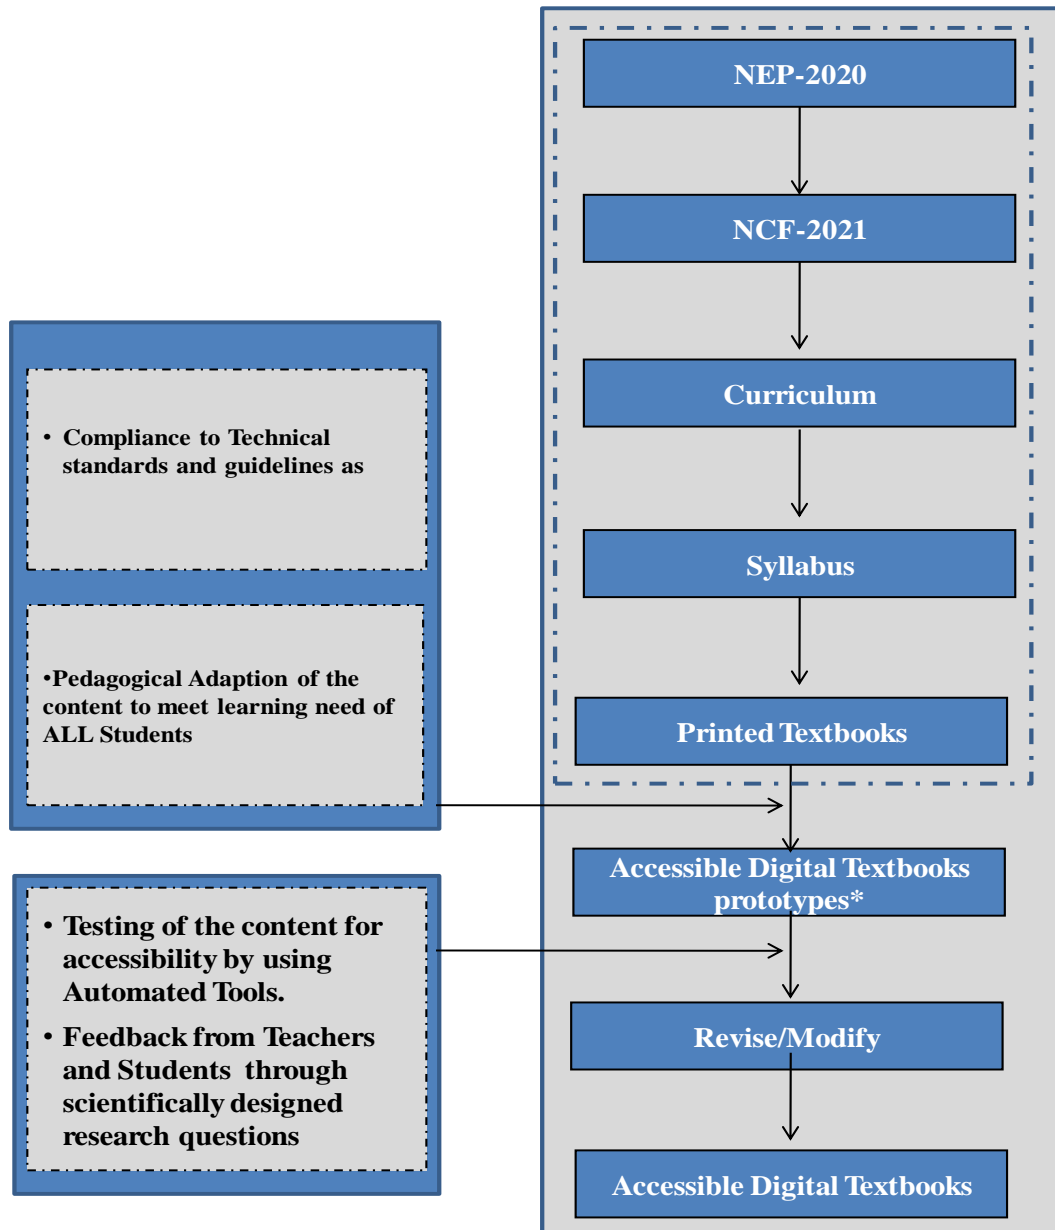 NEP-2020
NCF-2021
Curriculum
Syllabus
Printed Textbooks
• Compliance to Technical
standards and guidelines as
•Pedagogical Adaption of the
content to meet learning need of
ALL Students
Accessible Digital Textbooks
prototypes*
• Testing of the content for
accessibility by using
Automated Tools.
• Feedback from Teachers
and Students through
scientifically designed
research questions
Revise/Modify
Accessible Digital Textbooks